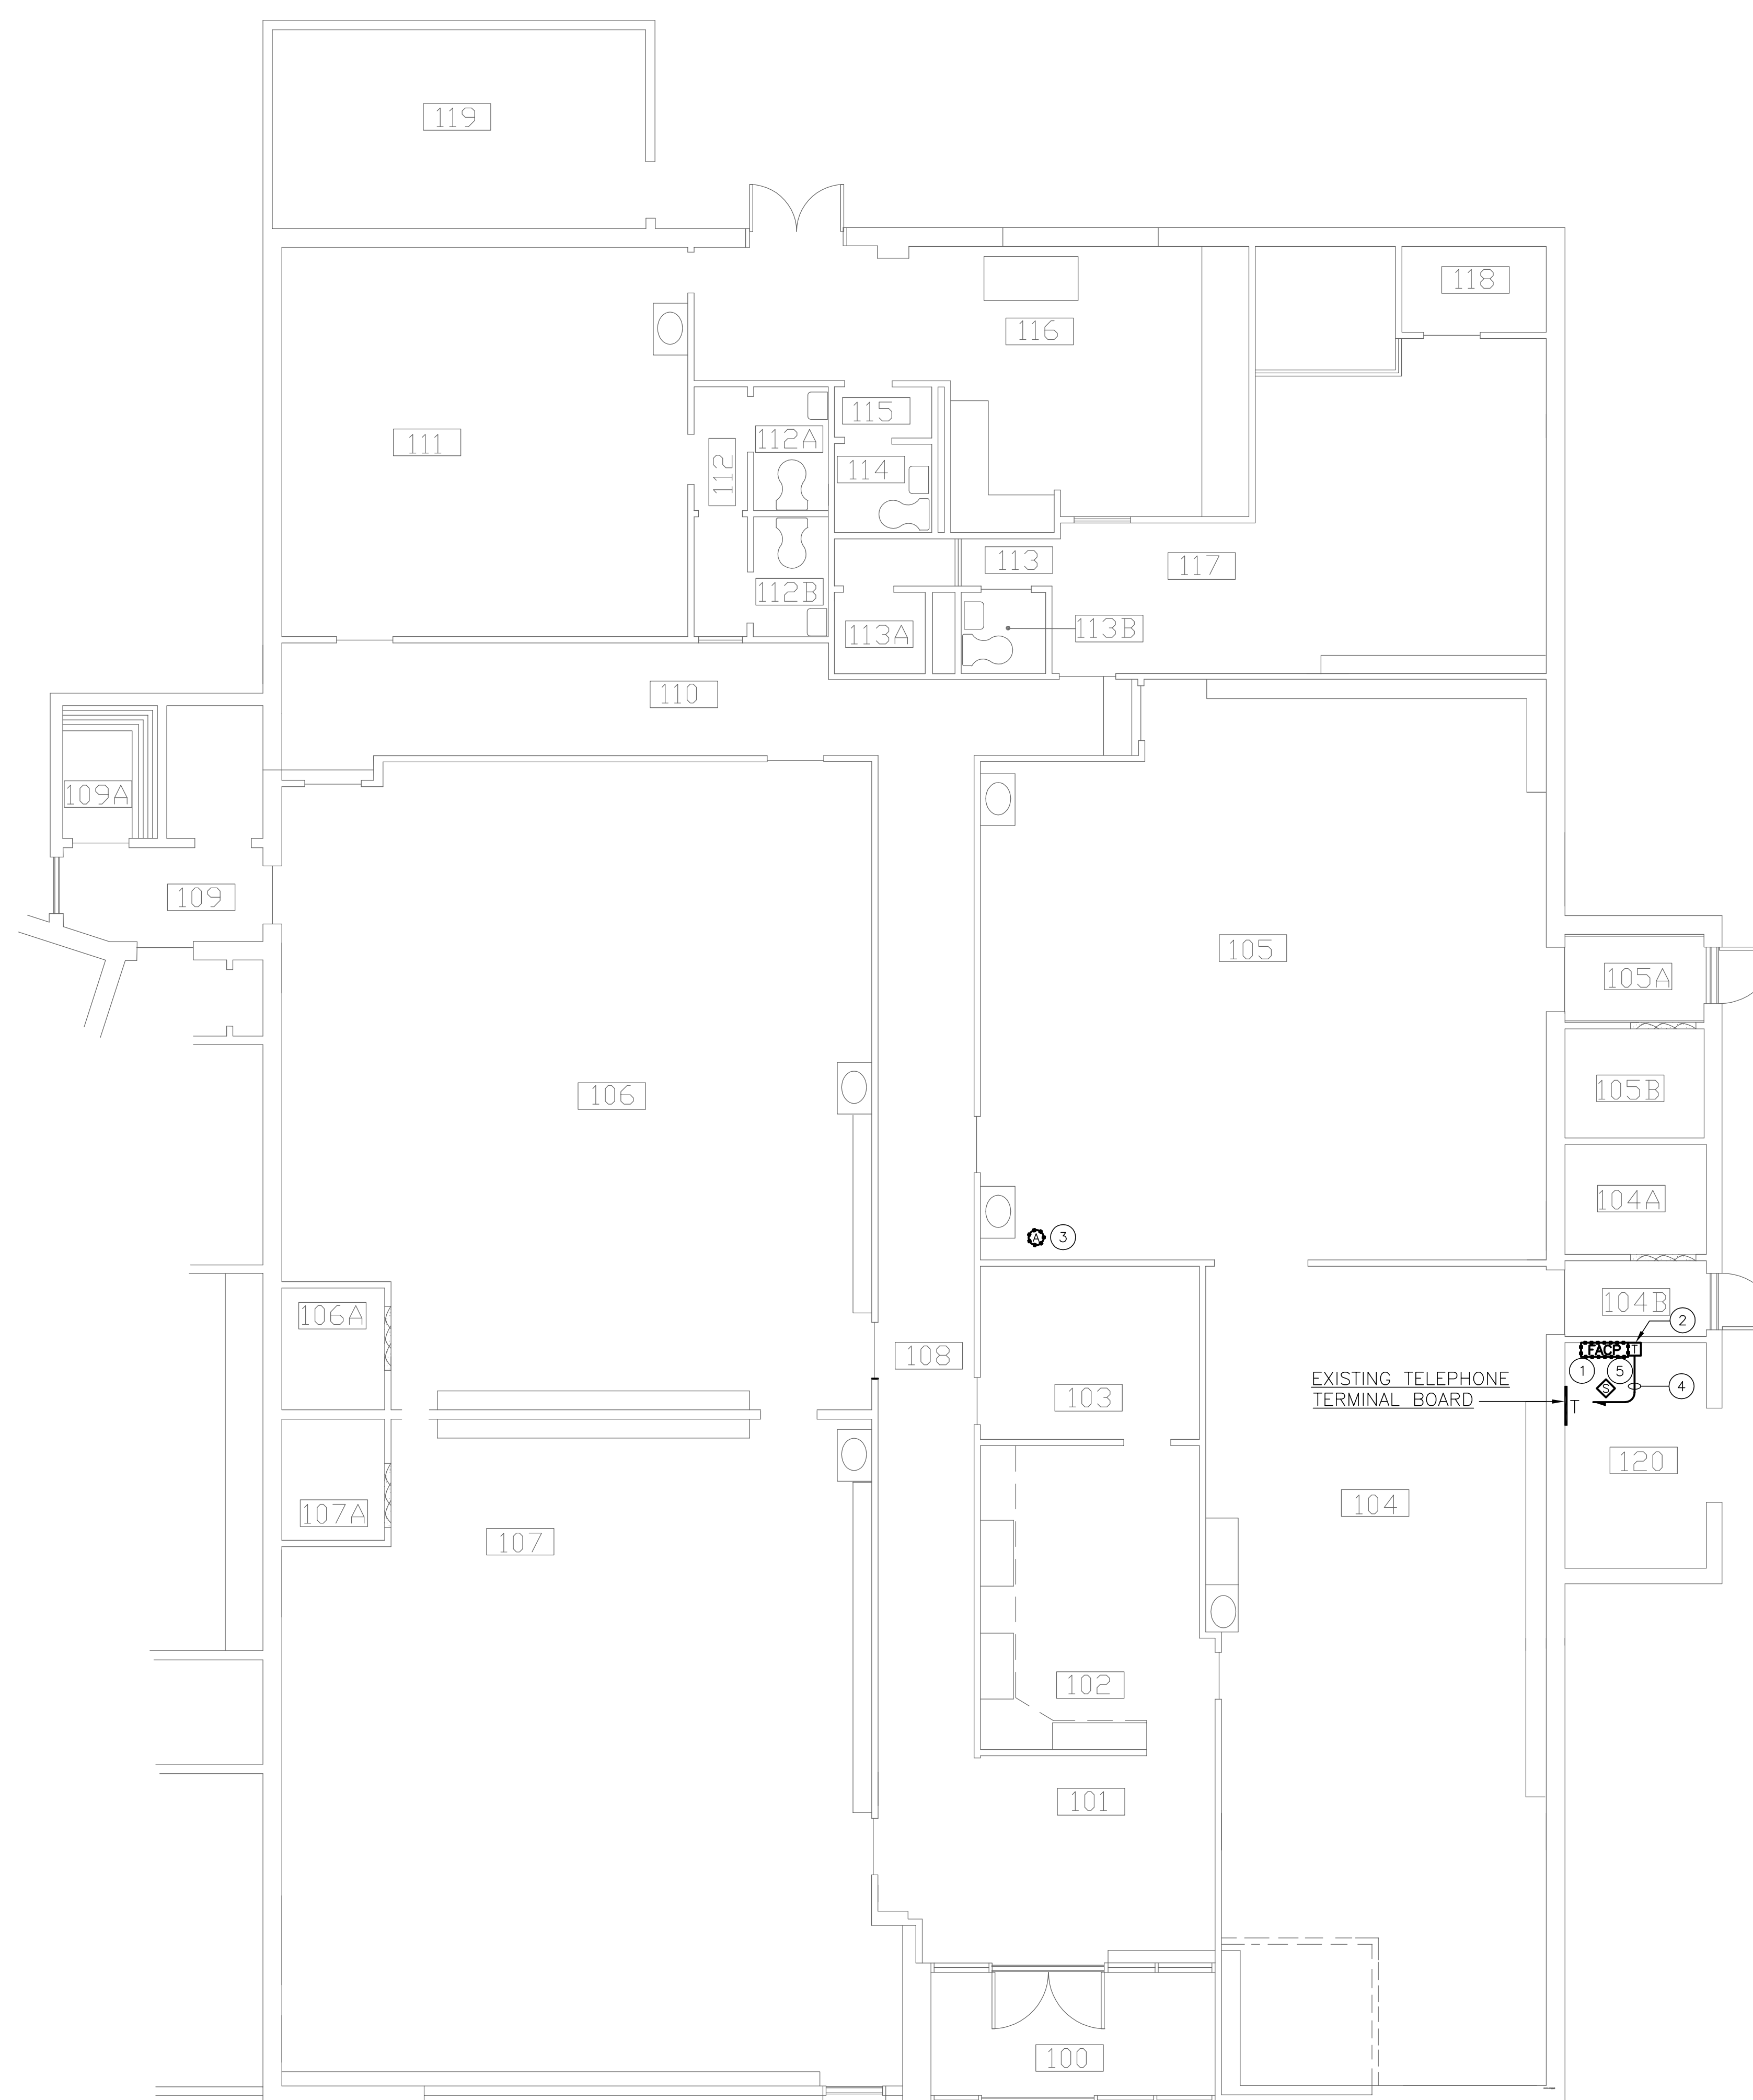 119
118
116
115
112A
111
114
112
113
117
112B
113B
113A
110
109A
109
105
105A
105B
106
104A
A 3
104B
106A
2
108
FACP T
1 5
EXISTING TELEPHONE
TERMINAL BOARD
T
S
4
103
120
104
107A
107
102
101
100